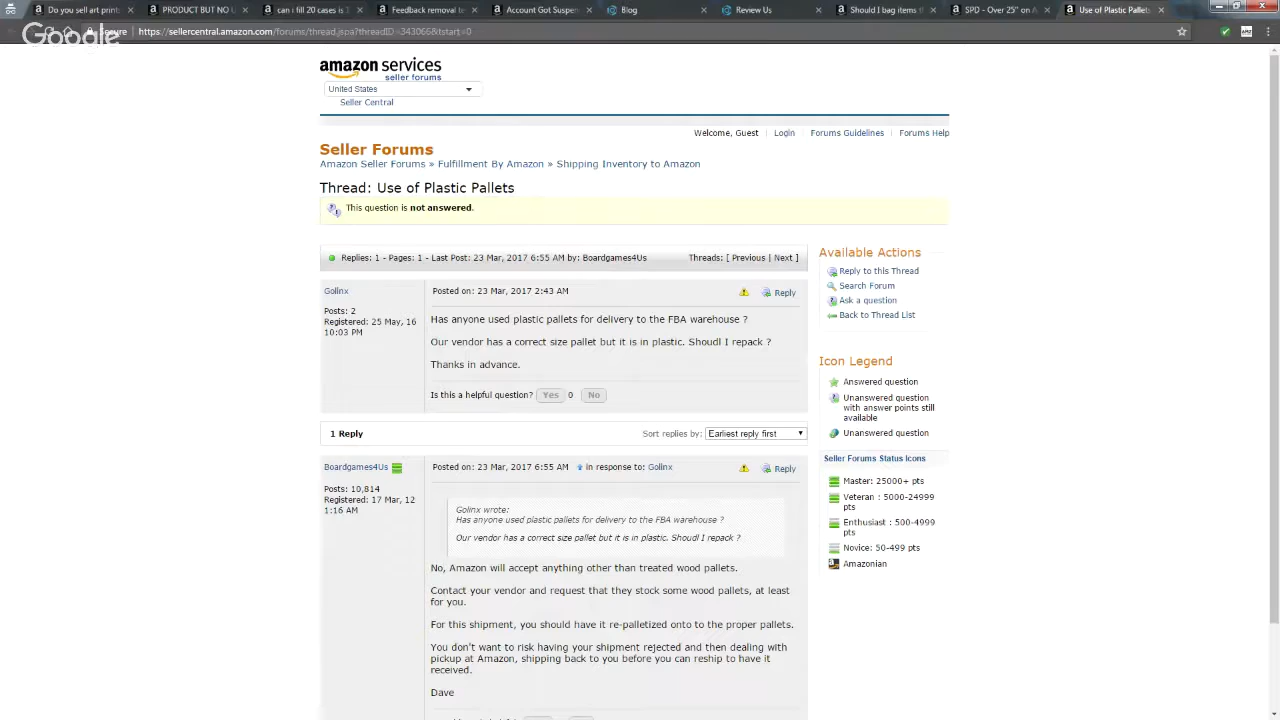 Do you sell art prints
PRODUCT BUT NO U
can i fill 20 cases is 1
Feedback removal te
Account Got Suspen
Blog
Review Us
Should I bag items th
SPD - Over 25" on A
Use of Plastic Pallets
Google
Secure
https://sellercentral.amazon.com/forums/thread.jspa?threadID=343066&tstart=0
amazon services
seller forums
United States
Seller Central
Welcome, Guest
Login
Forums Guidelines
Forums Help
Seller Forums
Amazon Seller Forums » Fulfillment By Amazon » Shipping Inventory to Amazon
Thread: Use of Plastic Pallets
This question is not answered.
Replies: 1 - Pages: 1 - Last Post: 23 Mar, 2017 6:55 AM by: Boardgames4Us
Threads: [ Previous | Next ]
Golinx
Posts: 2
Registered: 25 May, 16
10:03 PM
Posted on: 23 Mar, 2017 2:43 AM
Reply
Has anyone used plastic pallets for delivery to the FBA warehouse ?
Our vendor has a correct size pallet but it is in plastic. Shoudl I repack ?
Thanks in advance.
Is this a helpful question? Yes 0 No
1 Reply
Sort replies by: Earliest reply first
Boardgames4Us
Posts: 10,814
Registered: 17 Mar, 12
1:16 AM
Posted on: 23 Mar, 2017 6:55 AM in response to: Golinx
Reply
Golinx wrote:
Has anyone used plastic pallets for delivery to the FBA warehouse ?
Our vendor has a correct size pallet but it is in plastic. Shoudl I repack ?
No, Amazon will accept anything other than treated wood pallets.
Contact your vendor and request that they stock some wood pallets, at least
for you.
For this shipment, you should have it re-palletized onto to the proper pallets.
You don't want to risk having your shipment rejected and then dealing with
pickup at Amazon, shipping back to you before you can reship to have it
received.
Dave
Available Actions
Reply to this Thread
Search Forum
Ask a question
Back to Thread List
Icon Legend
Answered question
Unanswered question
with answer points still
available
Unanswered question
Seller Forums Status Icons
Master: 25000+ pts
Veteran : 5000-24999
pts
Enthusiast : 500-4999
pts
Novice: 50-499 pts
Amazonian